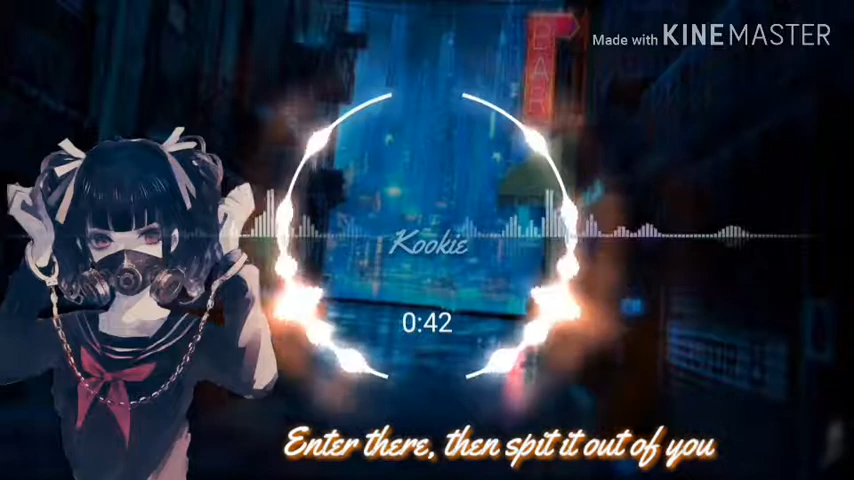 Made with KINEMASTER
BAR
Kookie
0:42
Enter there, then spit it out of you